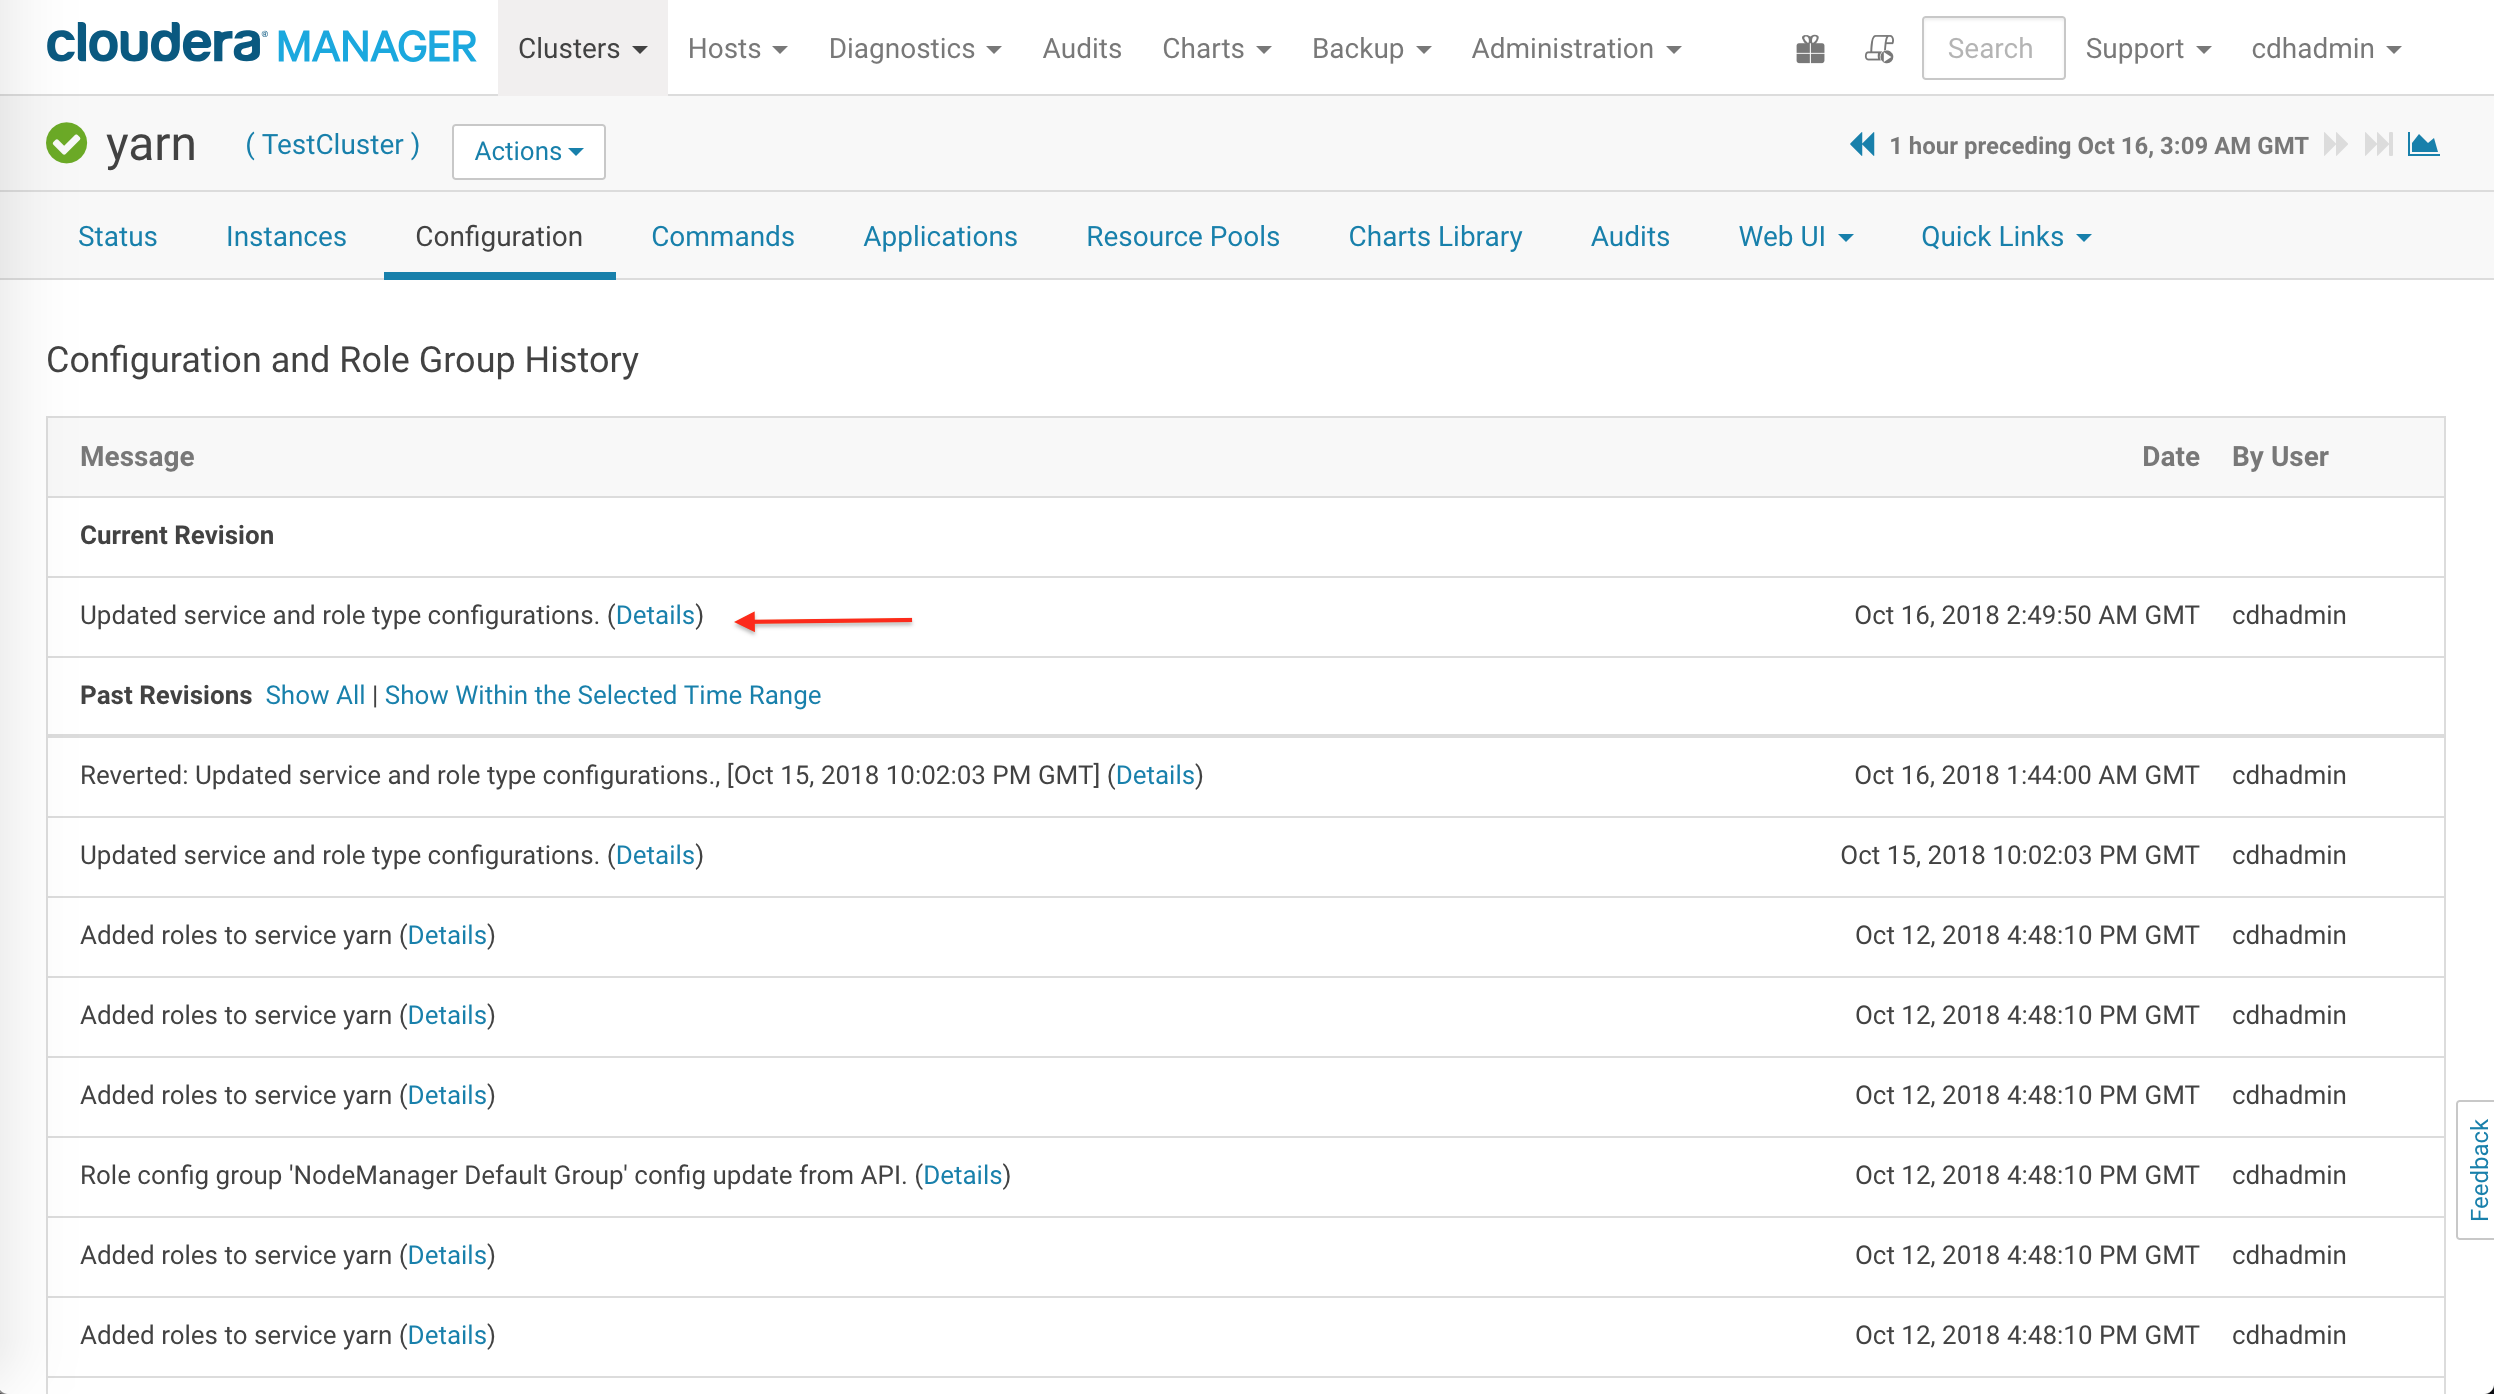 cloudera MANAGER Clusters Hosts Diagnostics Audits Charts Backup Administration Search Support cdhadmin
yarn ( TestCluster ) Actions 1 hour preceding Oct 16, 3:09 AM GMT
Status Instances Configuration Commands Applications Resource Pools Charts Library Audits Web UI Quick Links
Configuration and Role Group History
Message Date By User
Current Revision
Updated service and role type configurations. (Details) Oct 16, 2018 2:49:50 AM GMT cdhadmin
Past Revisions Show All | Show Within the Selected Time Range
Reverted: Updated service and role type configurations., [Oct 15, 2018 10:02:03 PM GMT] (Details) Oct 16, 2018 1:44:00 AM GMT cdhadmin
Updated service and role type configurations. (Details) Oct 15, 2018 10:02:03 PM GMT cdhadmin
Added roles to service yarn (Details) Oct 12, 2018 4:48:10 PM GMT cdhadmin
Added roles to service yarn (Details) Oct 12, 2018 4:48:10 PM GMT cdhadmin
Added roles to service yarn (Details) Oct 12, 2018 4:48:10 PM GMT cdhadmin
Role config group 'NodeManager Default Group' config update from API. (Details) Oct 12, 2018 4:48:10 PM GMT cdhadmin
Added roles to service yarn (Details) Oct 12, 2018 4:48:10 PM GMT cdhadmin
Added roles to service yarn (Details) Oct 12, 2018 4:48:10 PM GMT cdhadmin
Feedback